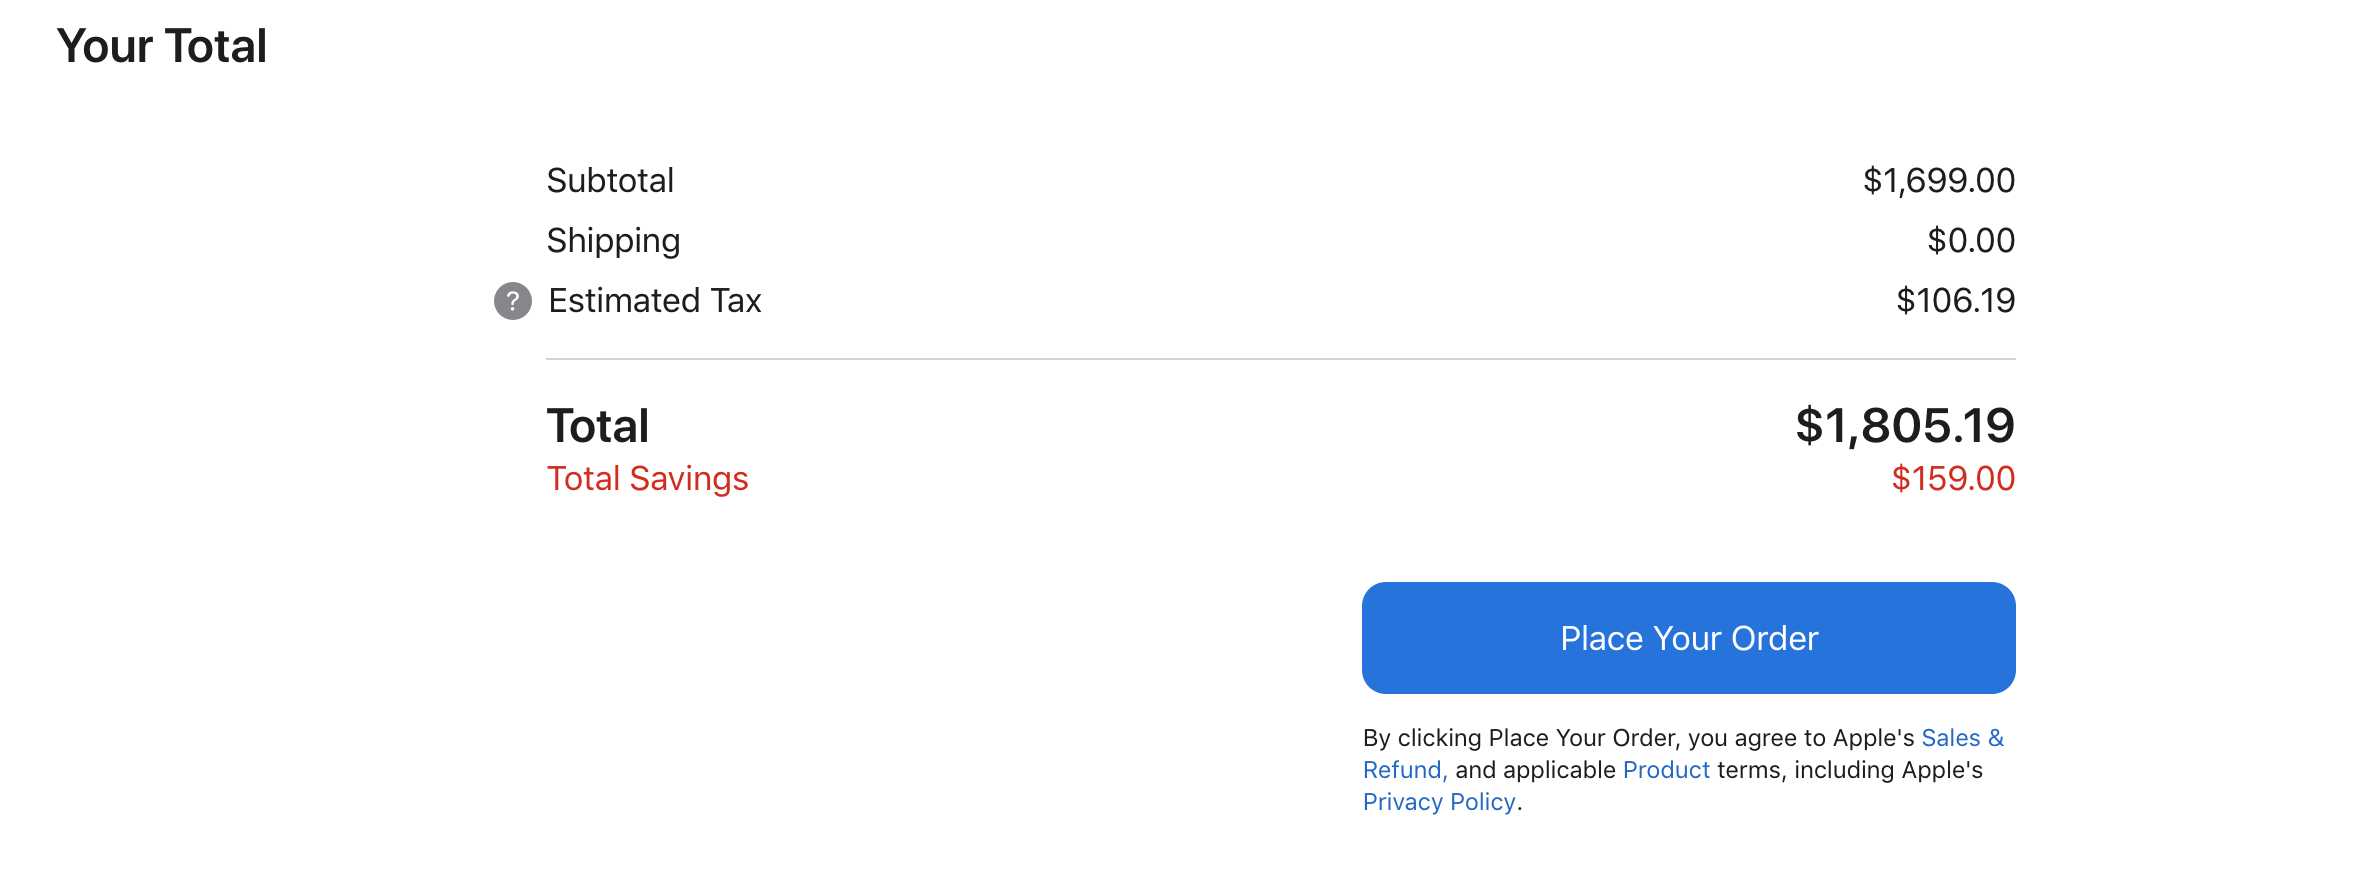 Your Total
Subtotal $1,699.00
Shipping $0.00
? Estimated Tax $106.19
Total $1,805.19
Total Savings $159.00
Place Your Order
By clicking Place Your Order, you agree to Apple's Sales &
Refund, and applicable Product terms, including Apple's
Privacy Policy.